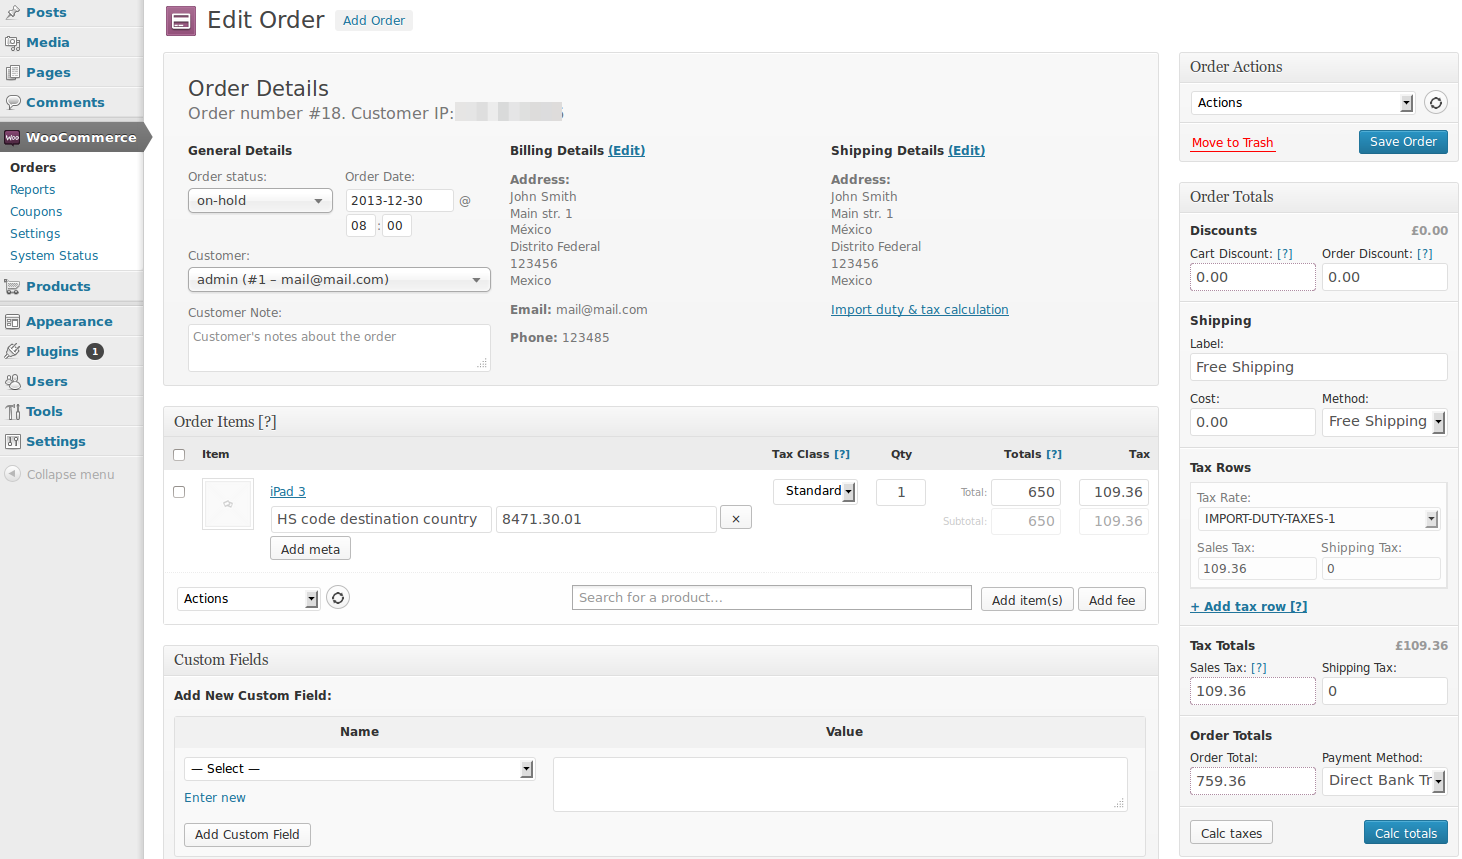 Posts
Media
Pages
Comments
WooCommerce
Orders
Reports
Coupons
Settings
System Status
Products
Appearance
Plugins 1
Users
Tools
Settings
Collapse menu
Edit Order Add Order
Order Details
Order number #18. Customer IP:
General Details
Order status:
on-hold
Order Date:
2013-12-30 @
08 : 00
Customer:
admin (#1 – mail@mail.com)
Customer Note:
Customer's notes about the order
Billing Details (Edit)
Address:
John Smith
Main str. 1
México
Distrito Federal
123456
Mexico
Email: mail@mail.com
Phone: 123485
Shipping Details (Edit)
Address:
John Smith
Main str. 1
México
Distrito Federal
123456
Mexico
Import duty & tax calculation
Order Items [?]
Item Tax Class [?] Qty Totals [?] Tax
iPad 3 Standard 1 Total: 650 109.36
HS code destination country 8471.30.01 × Subtotal: 650 109.36
Add meta
Actions Search for a product... Add item(s) Add fee
Custom Fields
Add New Custom Field:
Name Value
— Select —
Enter new
Add Custom Field
Order Actions
Actions
Move to Trash Save Order
Order Totals
Discounts £0.00
Cart Discount: [?] Order Discount: [?]
0.00 0.00
Shipping
Label:
Free Shipping
Cost: Method:
0.00 Free Shipping
Tax Rows
Tax Rate:
IMPORT-DUTY-TAXES-1
Sales Tax: Shipping Tax:
109.36 0
+ Add tax row [?]
Tax Totals £109.36
Sales Tax: [?] Shipping Tax:
109.36 0
Order Totals
Order Total: Payment Method:
759.36 Direct Bank Tr
Calc taxes Calc totals